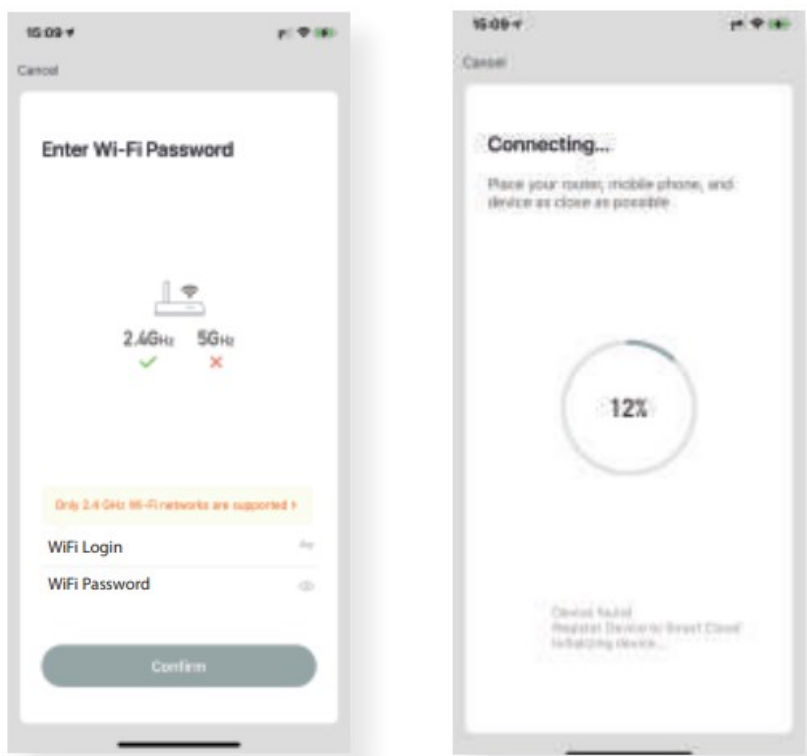 15:09
Cancel
Enter Wi-Fi Password
2.4GHz 5GHz
Only 2.4 GHz Wi-Fi networks are supported
WiFi Login
WiFi Password
Confirm
15:09
Cancel
Connecting...
Place your router, mobile phone, and
device as close as possible
12%
Device found
Register Device to Smart Cloud
Initializing device...